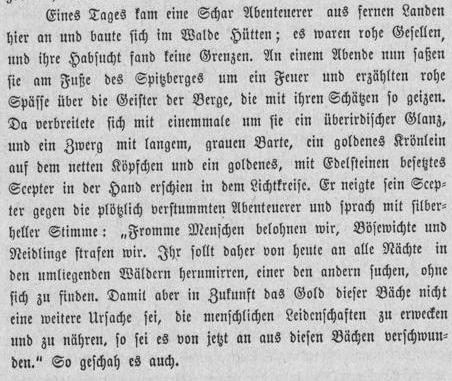 Eines Tages kam eine Schar Abenteuerer aus fernen Landen
hier an und baute sich im Walde Hütten; es waren rohe Gesellen,
und ihre Habsucht fand keine Grenzen. An einem Abende nun saßen
sie am Fuße des Spitzberges um ein Feuer und erzählten rohe
Spässe über die Geister der Berge, die mit ihren Schätzen so geizen.
Da verbreitete sich mit einemmale um sie ein überirdischer Glanz,
und ein Zwerg mit langem, grauen Barte, ein goldenes Krönlein
auf dem netten Köpfchen und ein goldenes, mit Edelsteinen besetztes
Scepter in der Hand erschien in dem Lichtkreise. Er neigte sein Scep-
ter gegen die plötzlich verstummten Abenteuerer und sprach mit silber-
heller Stimme: „Fromme Menschen belohnen wir, Bösewichte und
Neidlinge strafen wir. Ihr sollt daher von heute an alle Nächte in
den umliegenden Wäldern herumirren, einer den andern suchen, ohne
sich zu finden. Damit aber in Zukunft das Gold dieser Bäche nicht
eine weitere Ursache sei, die menschlichen Leidenschaften zu erwecken
und zu nähren, so sei es von jetzt an aus diesen Bächen verschwun-
den.“ So geschah es auch.